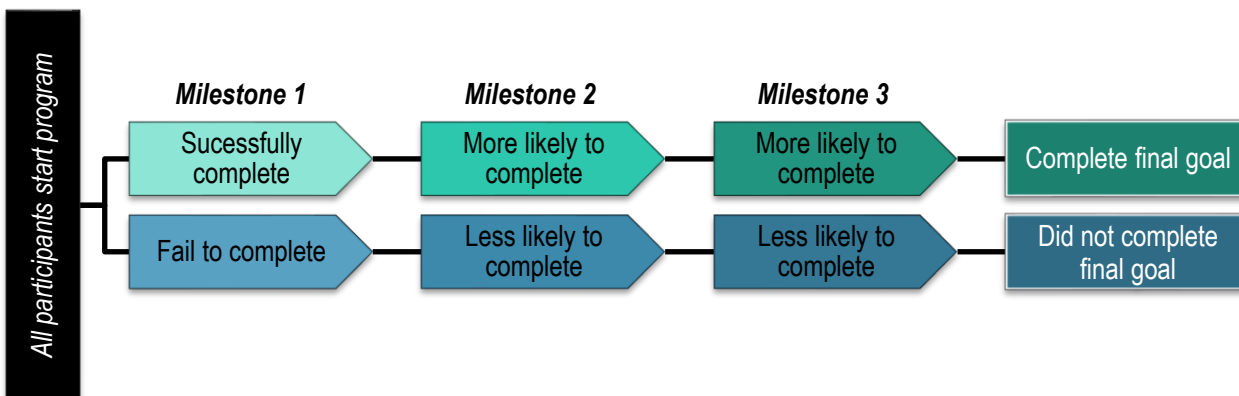 All participants start program
Milestone 1
Milestone 2
Milestone 3
Sucessfully
complete
More likely to
complete
More likely to
complete
Complete final goal
Fail to complete
Less likely to
complete
Less likely to
complete
Did not complete
final goal